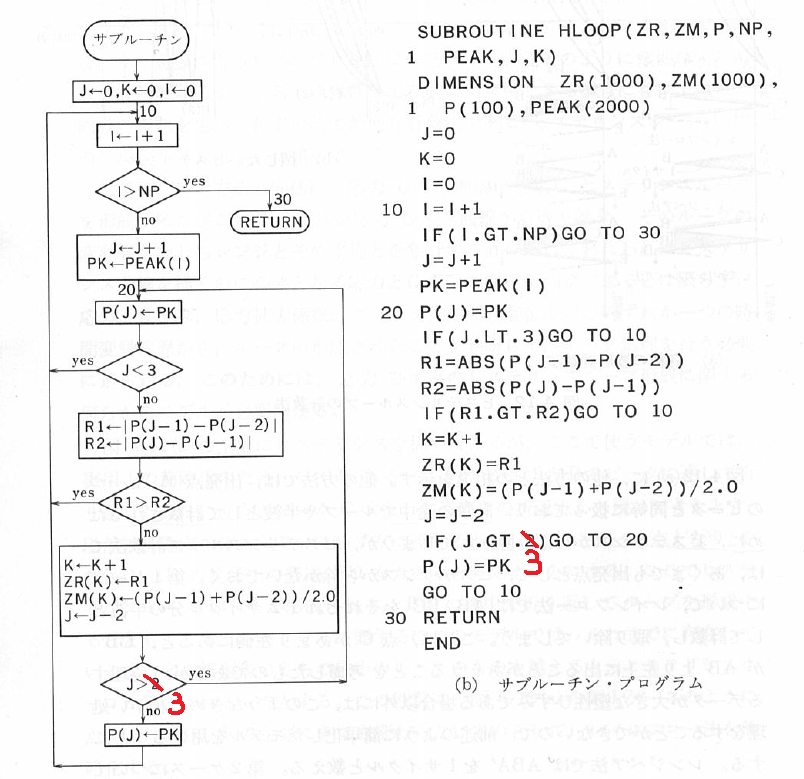 サブルーチン
J←0,K←0,I←0
10
I←I+1
I>NP
yes
30
RETURN
no
J←J+1
PK←PEAK(I)
20
P(J)←PK
yes
J<3
no
R1←|P(J-1)-P(J-2)|
R2←|P(J)-P(J-1)|
yes
R1>R2
no
K←K+1
ZR(K)←R1
ZM(K)←(P(J-1)+P(J-2))/2.0
J←J-2
J>2
yes
3
no
P(J)←PK
SUBROUTINE HLOOP(ZR,ZM,P,NP,
1 PEAK,J,K)
DIMENSION ZR(1000),ZM(1000),
1 P(100),PEAK(2000)
J=0
K=0
I=0
10 I=I+1
IF(I.GT.NP)GO TO 30
J=J+1
PK=PEAK(I)
20 P(J)=PK
IF(J.LT.3)GO TO 10
R1=ABS(P(J-1)-P(J-2))
R2=ABS(P(J)-P(J-1))
IF(R1.GT.R2)GO TO 10
K=K+1
ZR(K)=R1
ZM(K)=(P(J-1)+P(J-2))/2.0
J=J-2
IF(J.GT.2)GO TO 20
3
P(J)=PK
GO TO 10
30 RETURN
END
(b) サブルーチン・プログラム